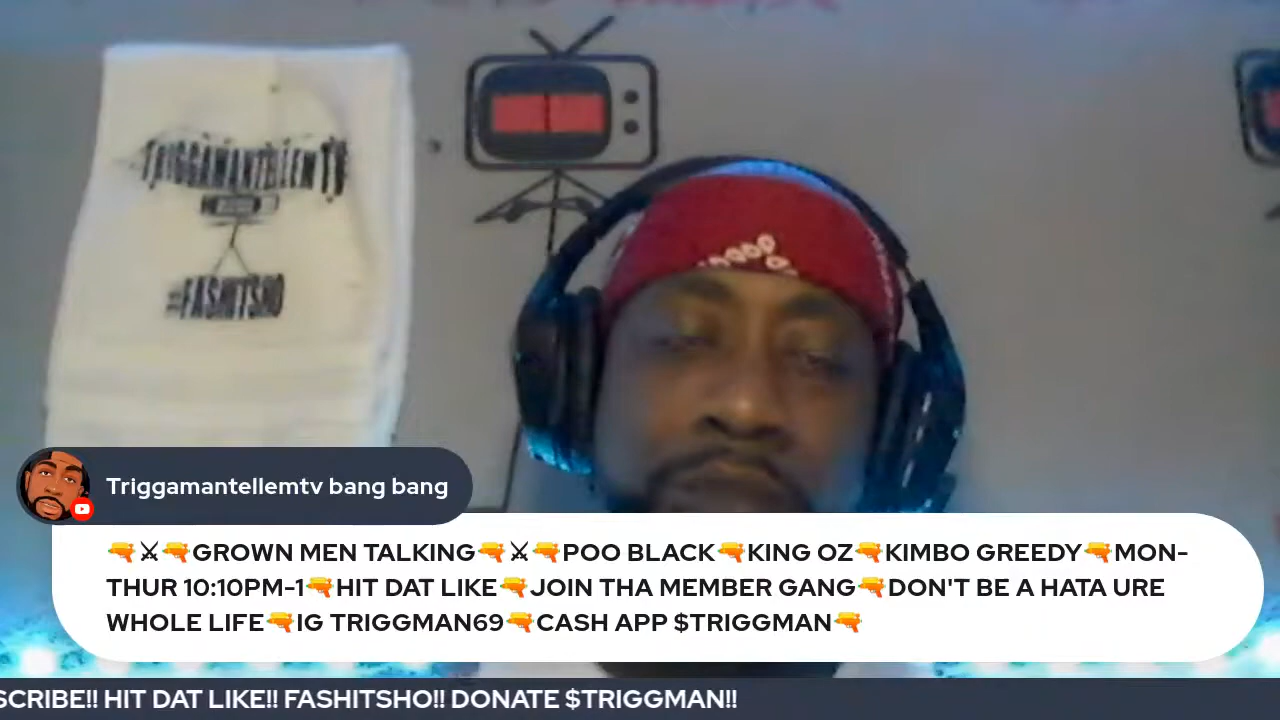 TRIGGAMANTELLEM TV
#FASHITSHO
Triggamantellemtv bang bang
🔫⚔🔫GROWN MEN TALKING🔫⚔🔫POO BLACK🔫KING OZ🔫KIMBO GREEDY🔫MON-
THUR 10:10PM-1🔫HIT DAT LIKE🔫JOIN THA MEMBER GANG🔫DON'T BE A HATA URE
WHOLE LIFE🔫IG TRIGGMAN69🔫CASH APP $TRIGGMAN🔫
SCRIBE!! HIT DAT LIKE!! FASHITSHO!! DONATE $TRIGGMAN!!